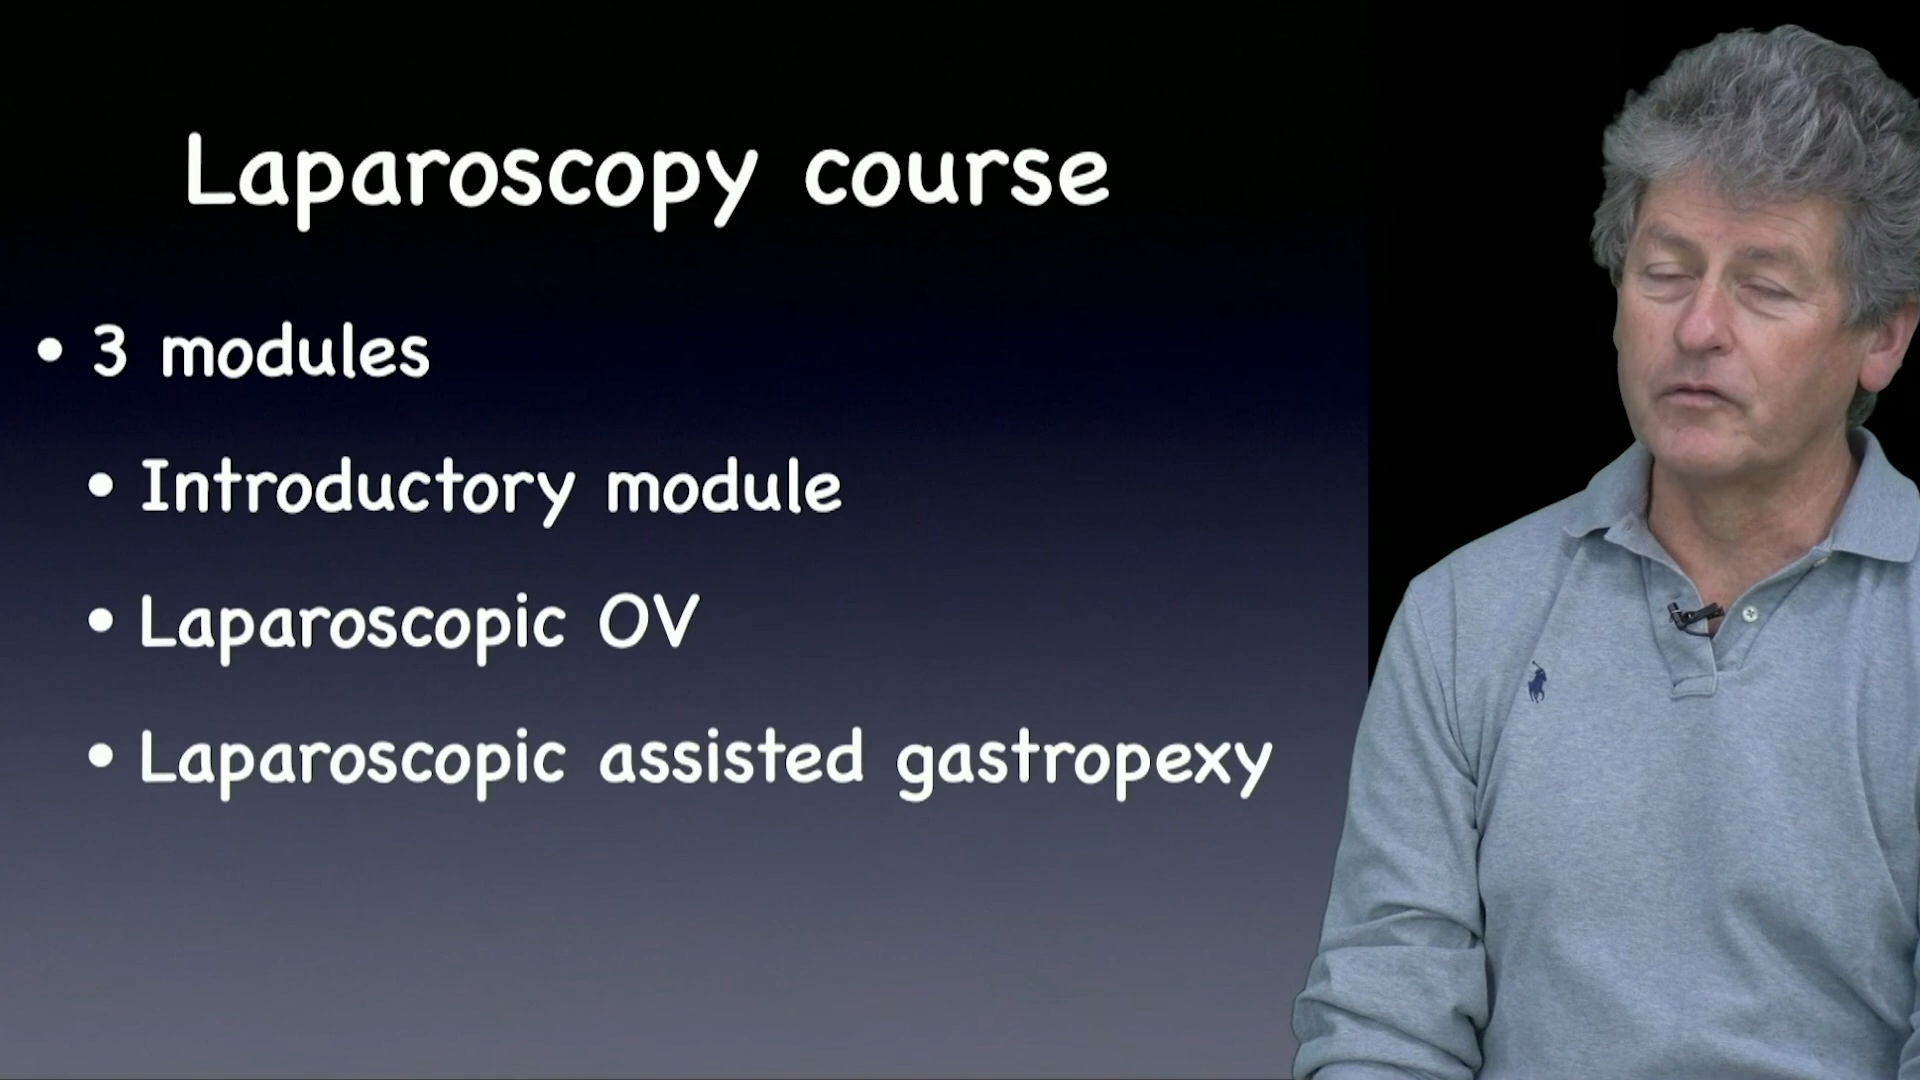 Laparoscopy course
• 3 modules
• Introductory module
• Laparoscopic OV
• Laparoscopic assisted gastropexy